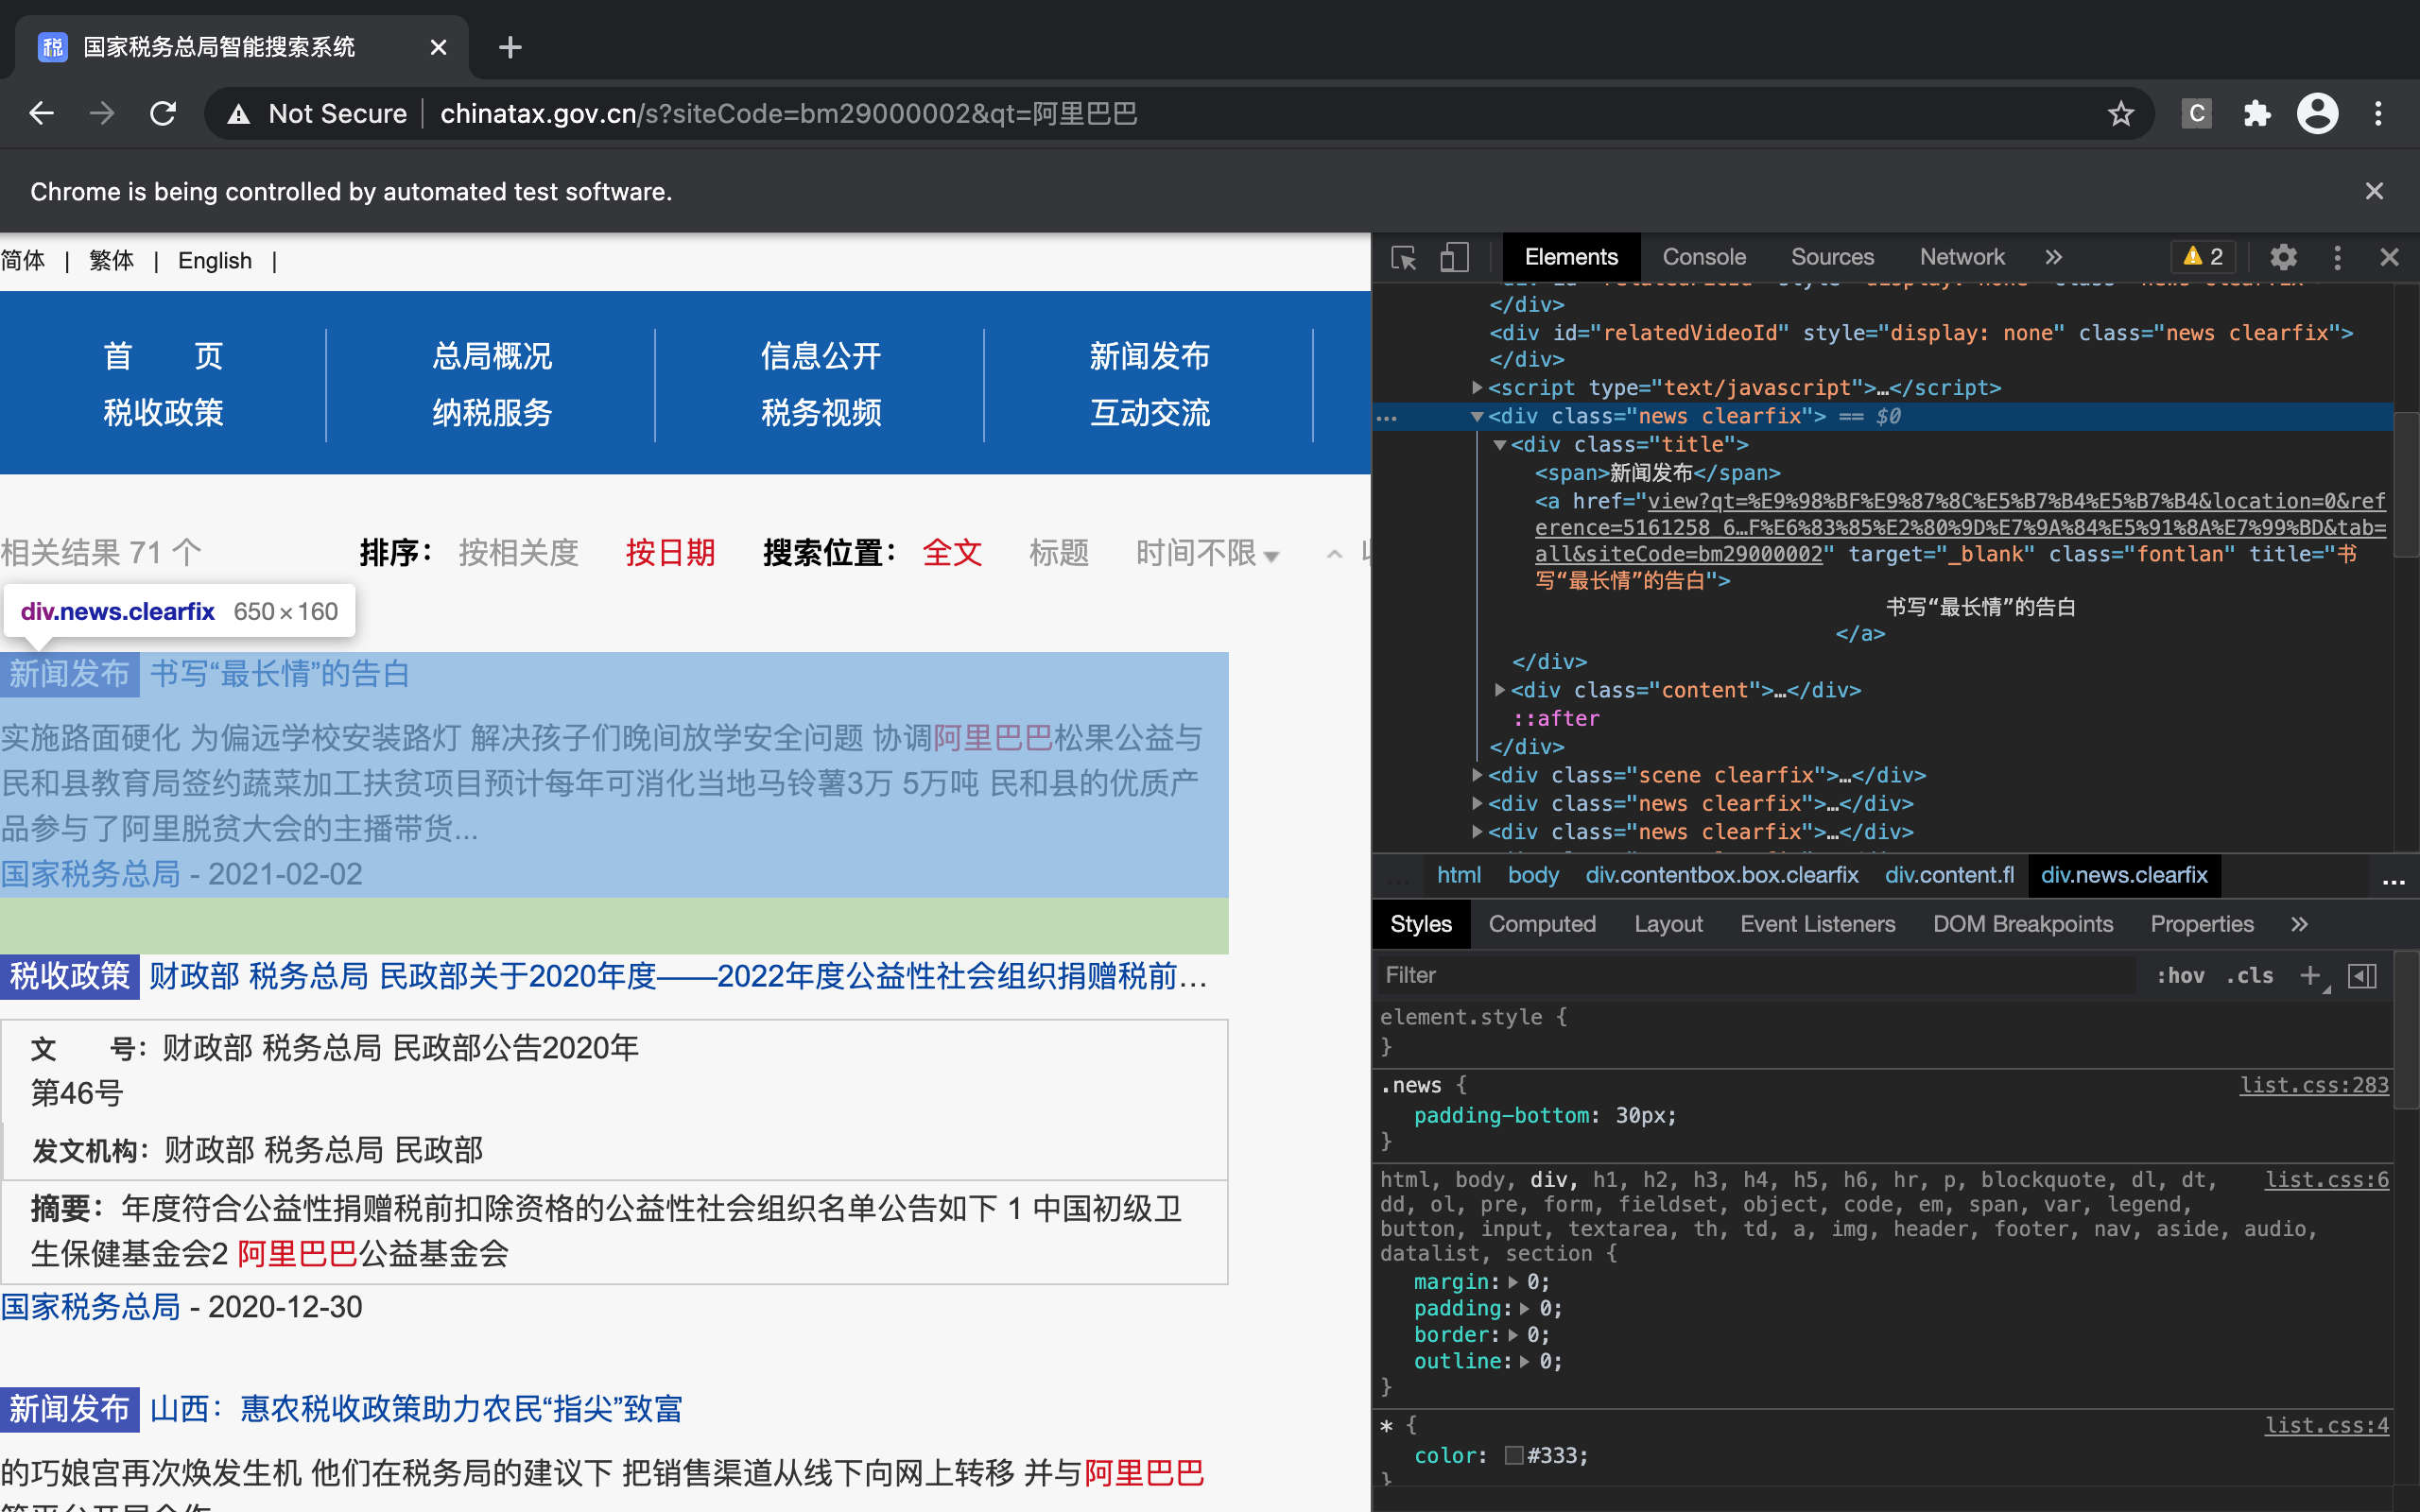 国家税务总局智能搜索系统
Not Secure | chinatax.gov.cn/s?siteCode=bm29000002&qt=阿里巴巴
C
Chrome is being controlled by automated test software.
简体 | 繁体 | English |
首 页 总局概况 信息公开 新闻发布
税收政策 纳税服务 税务视频 互动交流
相关结果 71 个 排序： 按相关度 按日期 搜索位置： 全文 标题 时间不限
div.news.clearfix 650 × 160
新闻发布 书写“最长情”的告白
实施路面硬化 为偏远学校安装路灯 解决孩子们晚间放学安全问题 协调阿里巴巴松果公益与
民和县教育局签约蔬菜加工扶贫项目预计每年可消化当地马铃薯3万 5万吨 民和县的优质产
品参与了阿里脱贫大会的主播带货...
国家税务总局 - 2021-02-02
税收政策 财政部 税务总局 民政部关于2020年度——2022年度公益性社会组织捐赠税前…
文 号：财政部 税务总局 民政部公告2020年
第46号
发文机构：财政部 税务总局 民政部
摘要：年度符合公益性捐赠税前扣除资格的公益性社会组织名单公告如下 1 中国初级卫
生保健基金会2 阿里巴巴公益基金会
国家税务总局 - 2020-12-30
新闻发布 山西：惠农税收政策助力农民“指尖”致富
的巧娘宫再次焕发生机 他们在税务局的建议下 把销售渠道从线下向网上转移 并与阿里巴巴
Elements Console Sources Network » 2
</div>
<div id="relatedVideoId" style="display: none" class="news clearfix">
</div>
<script type="text/javascript">…</script>
<div class="news clearfix"> == $0
<div class="title">
<span>新闻发布</span>
<a href="view?qt=%E9%98%BF%E9%87%8C%E5%B7%B4%E5%B7%B4&location=0&ref
erence=5161258_6…F%E6%83%85%E2%80%9D%E7%9A%84%E5%91%8A%E7%99%BD&tab=
all&siteCode=bm29000002" target="_blank" class="fontlan" title="书
写“最长情”的告白">
书写“最长情”的告白
</a>
</div>
<div class="content">…</div>
::after
</div>
<div class="scene clearfix">…</div>
<div class="news clearfix">…</div>
<div class="news clearfix">…</div>
... html body div.contentbox.box.clearfix div.content.fl div.news.clearfix ...
Styles Computed Layout Event Listeners DOM Breakpoints Properties »
Filter :hov .cls +
element.style {
}
.news { list.css:283
padding-bottom: 30px;
}
html, body, div, h1, h2, h3, h4, h5, h6, hr, p, blockquote, dl, dt, list.css:6
dd, ol, pre, form, fieldset, object, code, em, span, var, legend,
button, input, textarea, th, td, a, img, header, footer, nav, aside, audio,
datalist, section {
margin: 0;
padding: 0;
border: 0;
outline: 0;
}
* { list.css:4
color: #333;
}